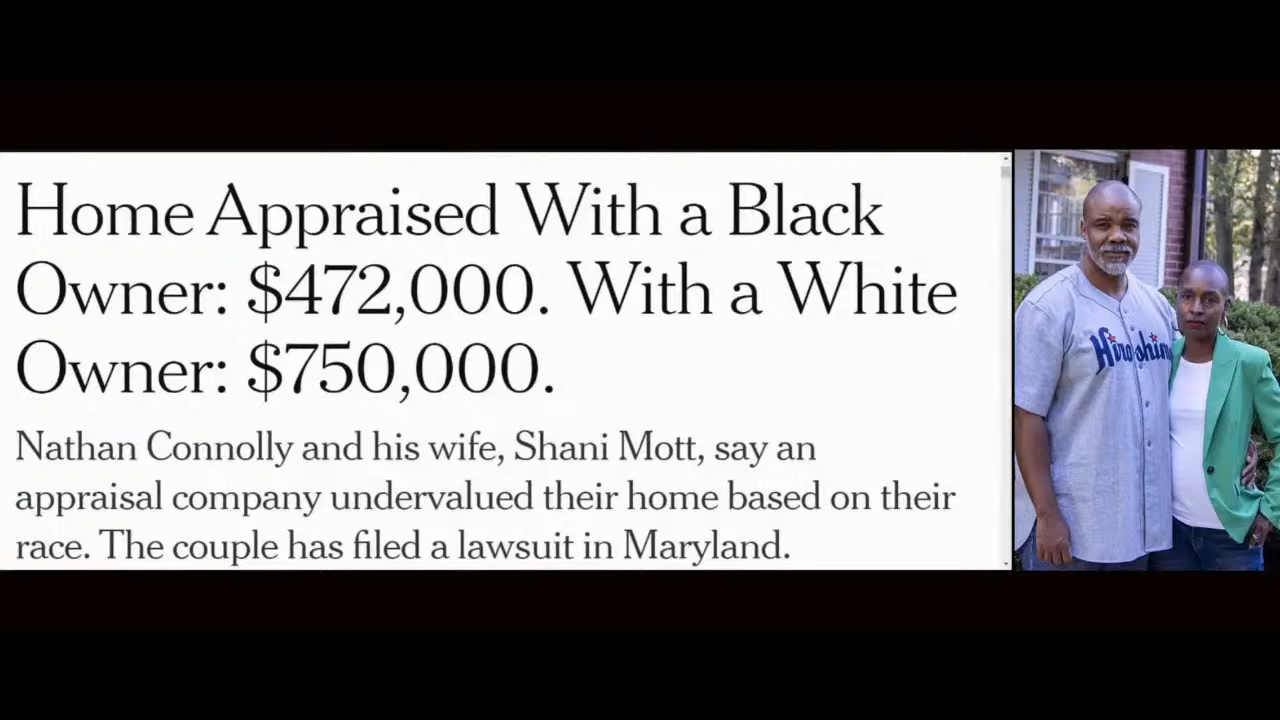 Home Appraised With a Black
Owner: $472,000. With a White
Owner: $750,000.
Nathan Connolly and his wife, Shani Mott, say an
appraisal company undervalued their home based on their
race. The couple has filed a lawsuit in Maryland.